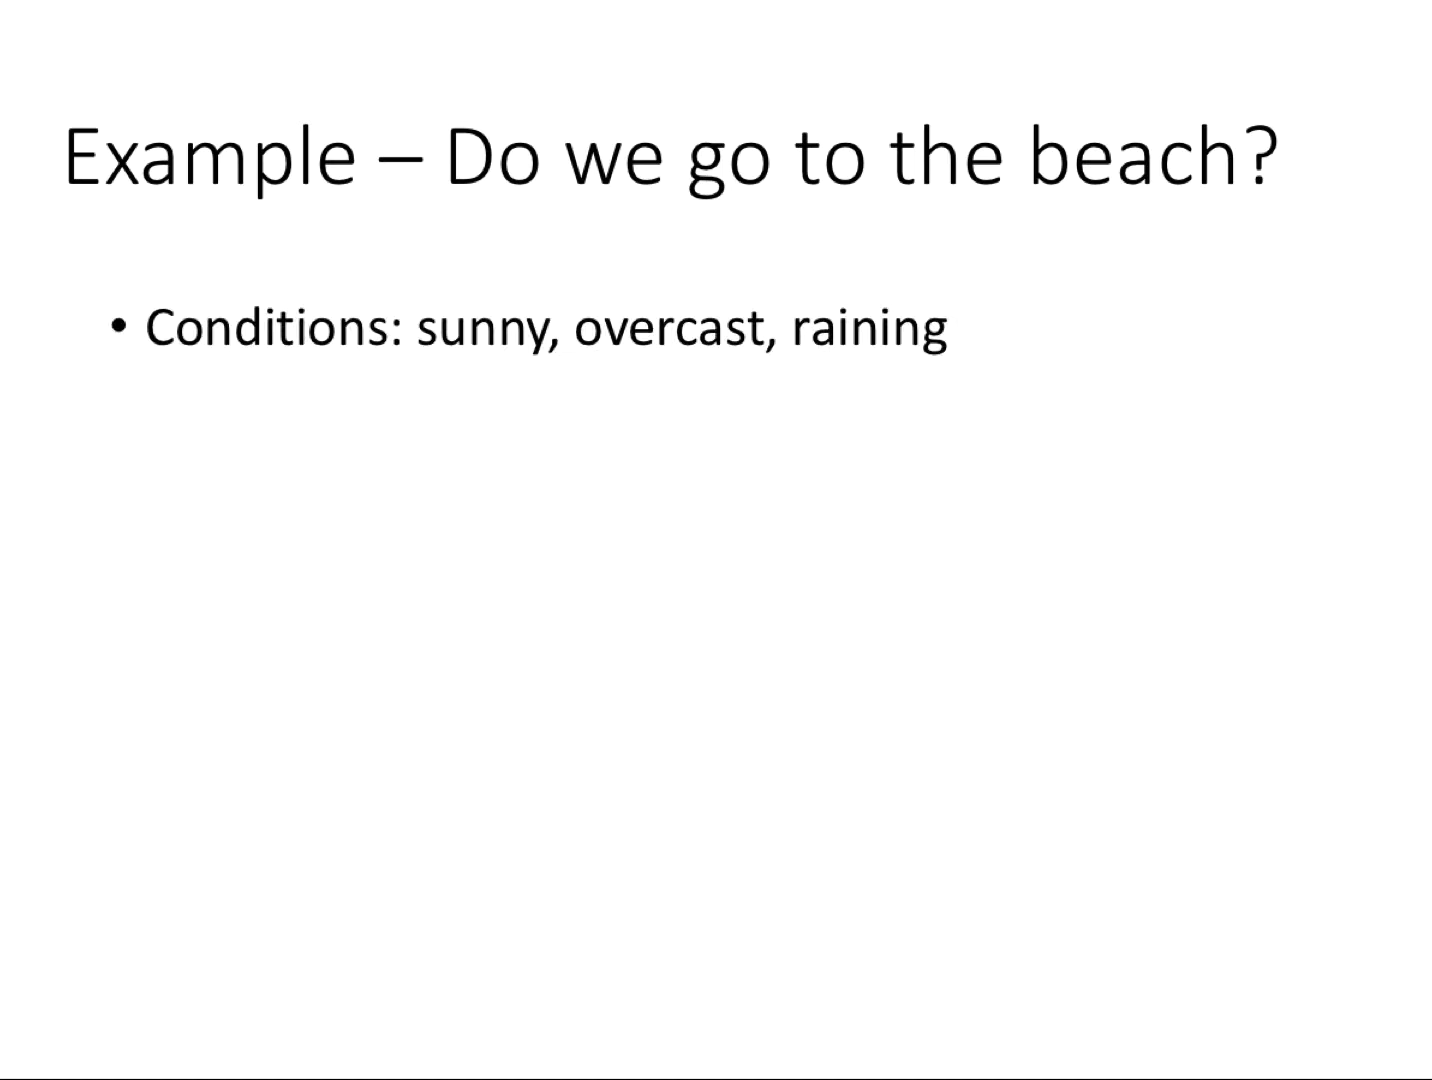 Example – Do we go to the beach?
• Conditions: sunny, overcast, raining